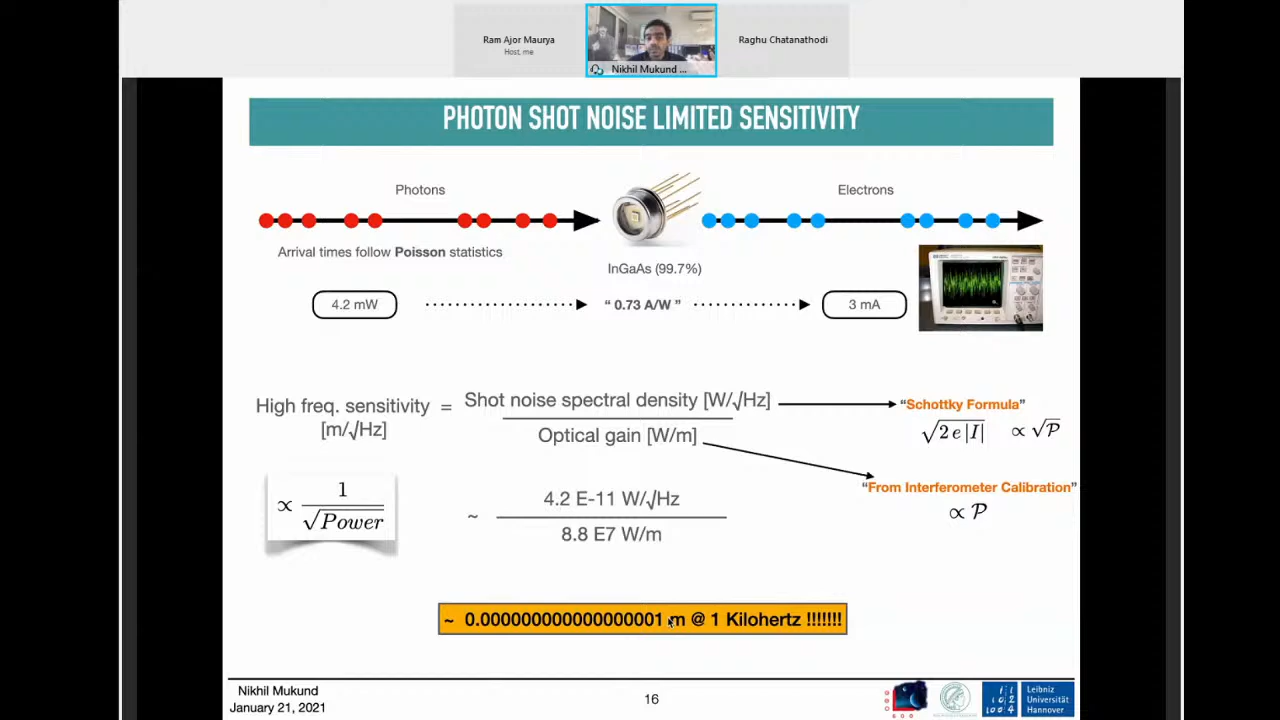 Ram Ajor Maurya
Host, me
Nikhil Mukund ...
Raghu Chatanathodi
PHOTON SHOT NOISE LIMITED SENSITIVITY
Photons
Electrons
Arrival times follow Poisson statistics
InGaAs (99.7%)
4.2 mW
“ 0.73 A/W ”
3 mA
High freq. sensitivity
[m/√Hz]
=
Shot noise spectral density [W/√Hz]
Optical gain [W/m]
“Schottky Formula”
√2 e |I| ∝ √P
“From Interferometer Calibration”
∝ P
∝ 1
√Power
~
4.2 E-11 W/√Hz
8.8 E7 W/m
~ 0.000000000000000001 m @ 1 Kilohertz !!!!!!!
Nikhil Mukund
January 21, 2021
16
Leibniz
Universität
Hannover